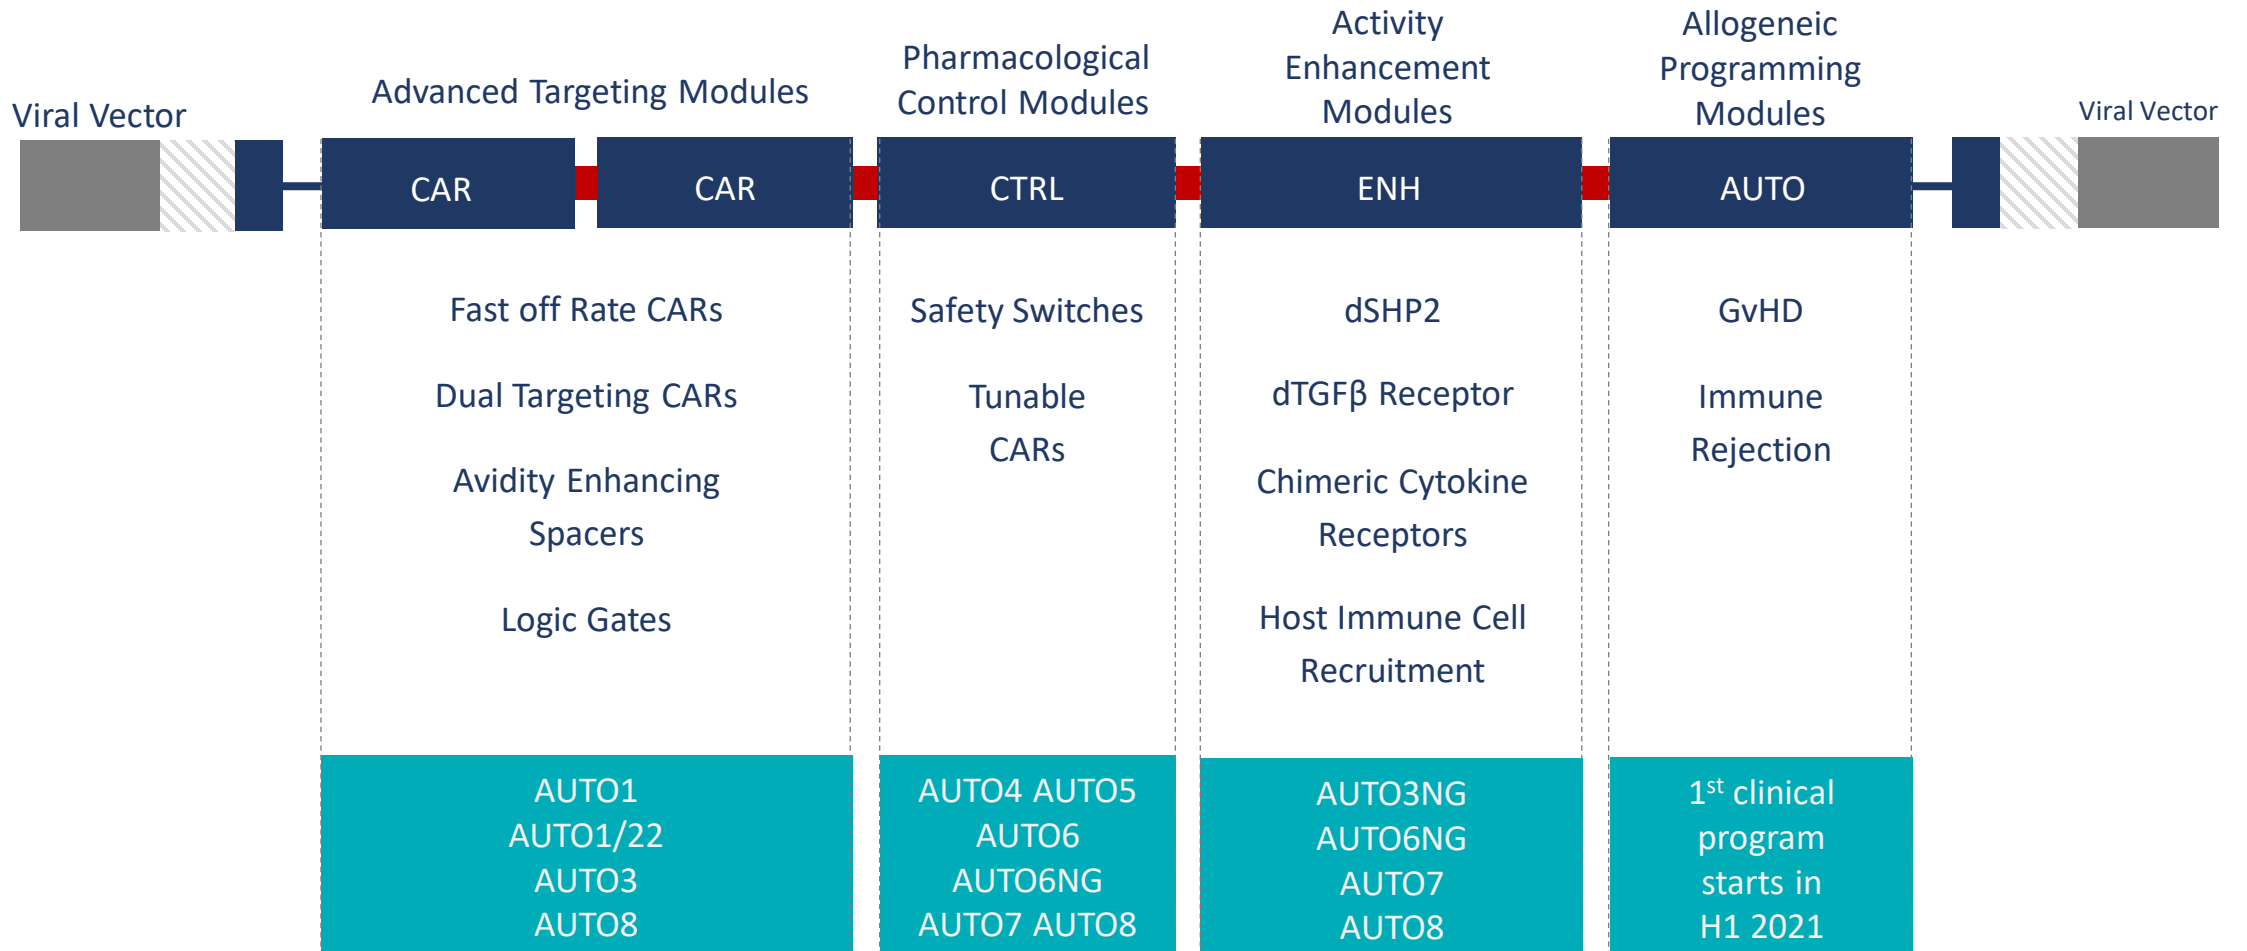 Viral Vector
Advanced Targeting Modules
Pharmacological
Control Modules
Activity
Enhancement
Modules
Allogeneic
Programming
Modules
Viral Vector
CAR
CAR
CTRL
ENH
AUTO
Fast off Rate CARs
Dual Targeting CARs
Avidity Enhancing
Spacers
Logic Gates
Safety Switches
Tunable
CARs
dSHP2
dTGFβ Receptor
Chimeric Cytokine
Receptors
Host Immune Cell
Recruitment
GvHD
Immune
Rejection
AUTO1
AUTO1/22
AUTO3
AUTO8
AUTO4 AUTO5
AUTO6
AUTO6NG
AUTO7 AUTO8
AUTO3NG
AUTO6NG
AUTO7
AUTO8
1st clinical
program
starts in
H1 2021